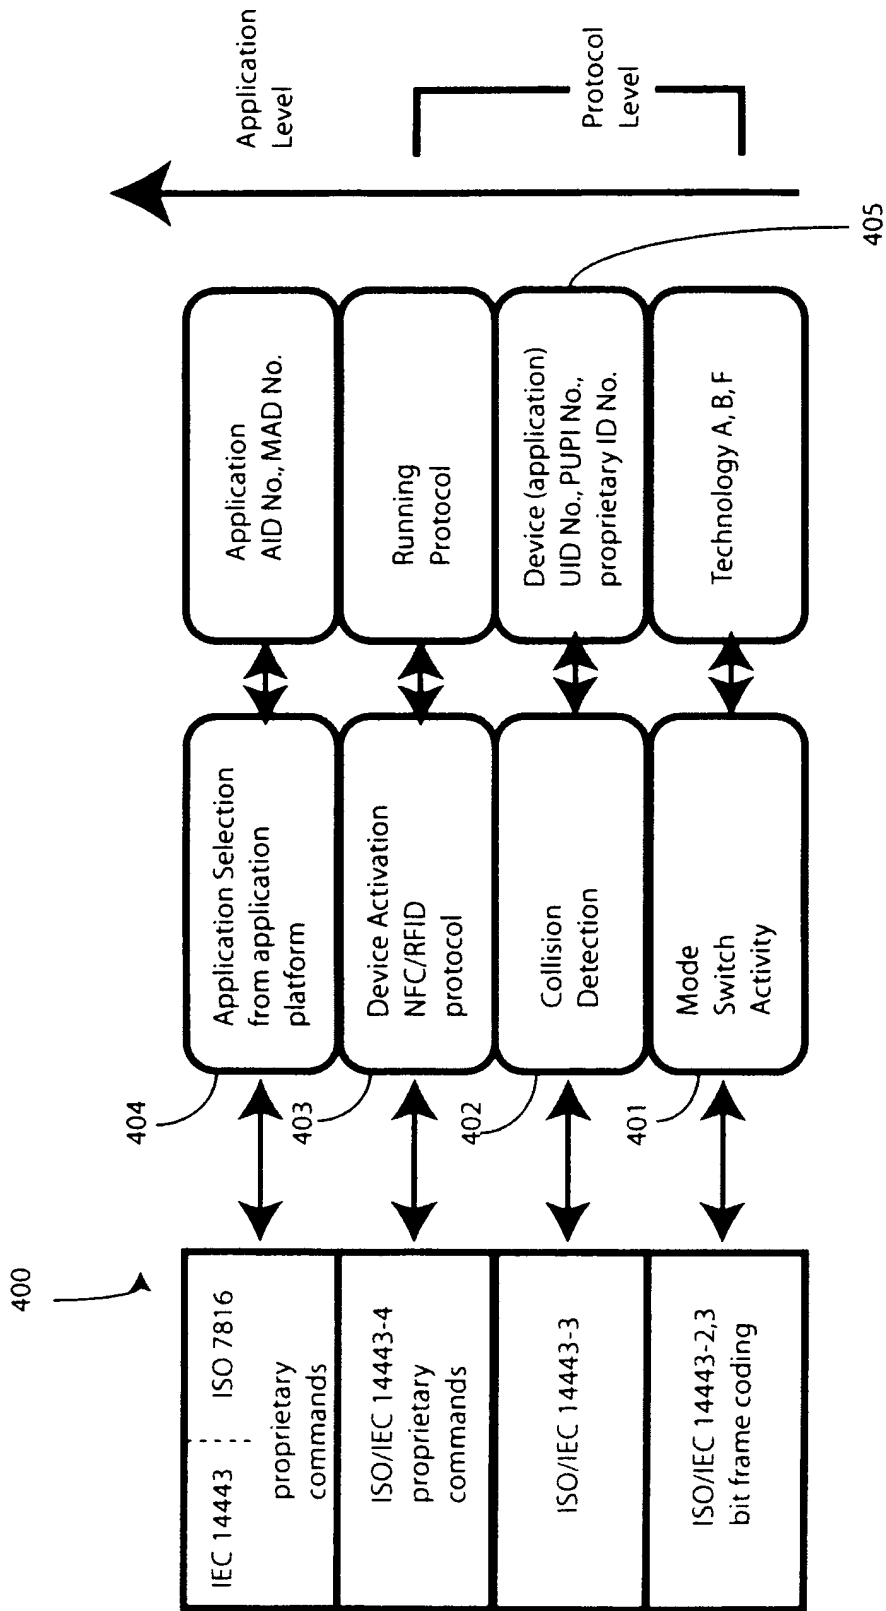 400
IEC 14443
ISO 7816
proprietary
commands
ISO/IEC 14443-4
proprietary
commands
ISO/IEC 14443-3
ISO/IEC 14443-2,3
bit frame coding
404
403
402
401
Application Selection
from application
platform
Device Activation
NFC/RFID
protocol
Collision
Detection
Mode
Switch
Activity
Application
AID No., MAD No.
Running
Protocol
Device (application)
UID No., PUPI No.,
proprietary ID No.
Technology A, B, F
405
Application
Level
Protocol
Level